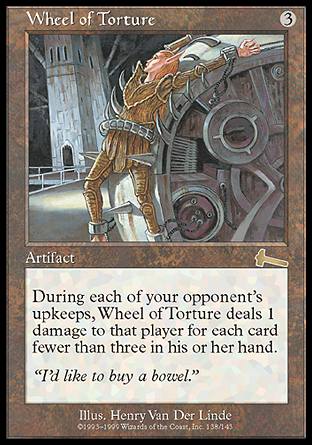 Wheel of Torture 3
Artifact
During each of your opponent's
upkeeps, Wheel of Torture deals 1
damage to that player for each card
fewer than three in his or her hand.
"I'd like to buy a bowel."
Illus. Henry Van Der Linde
©1993-1999 Wizards of the Coast, Inc. 138/143